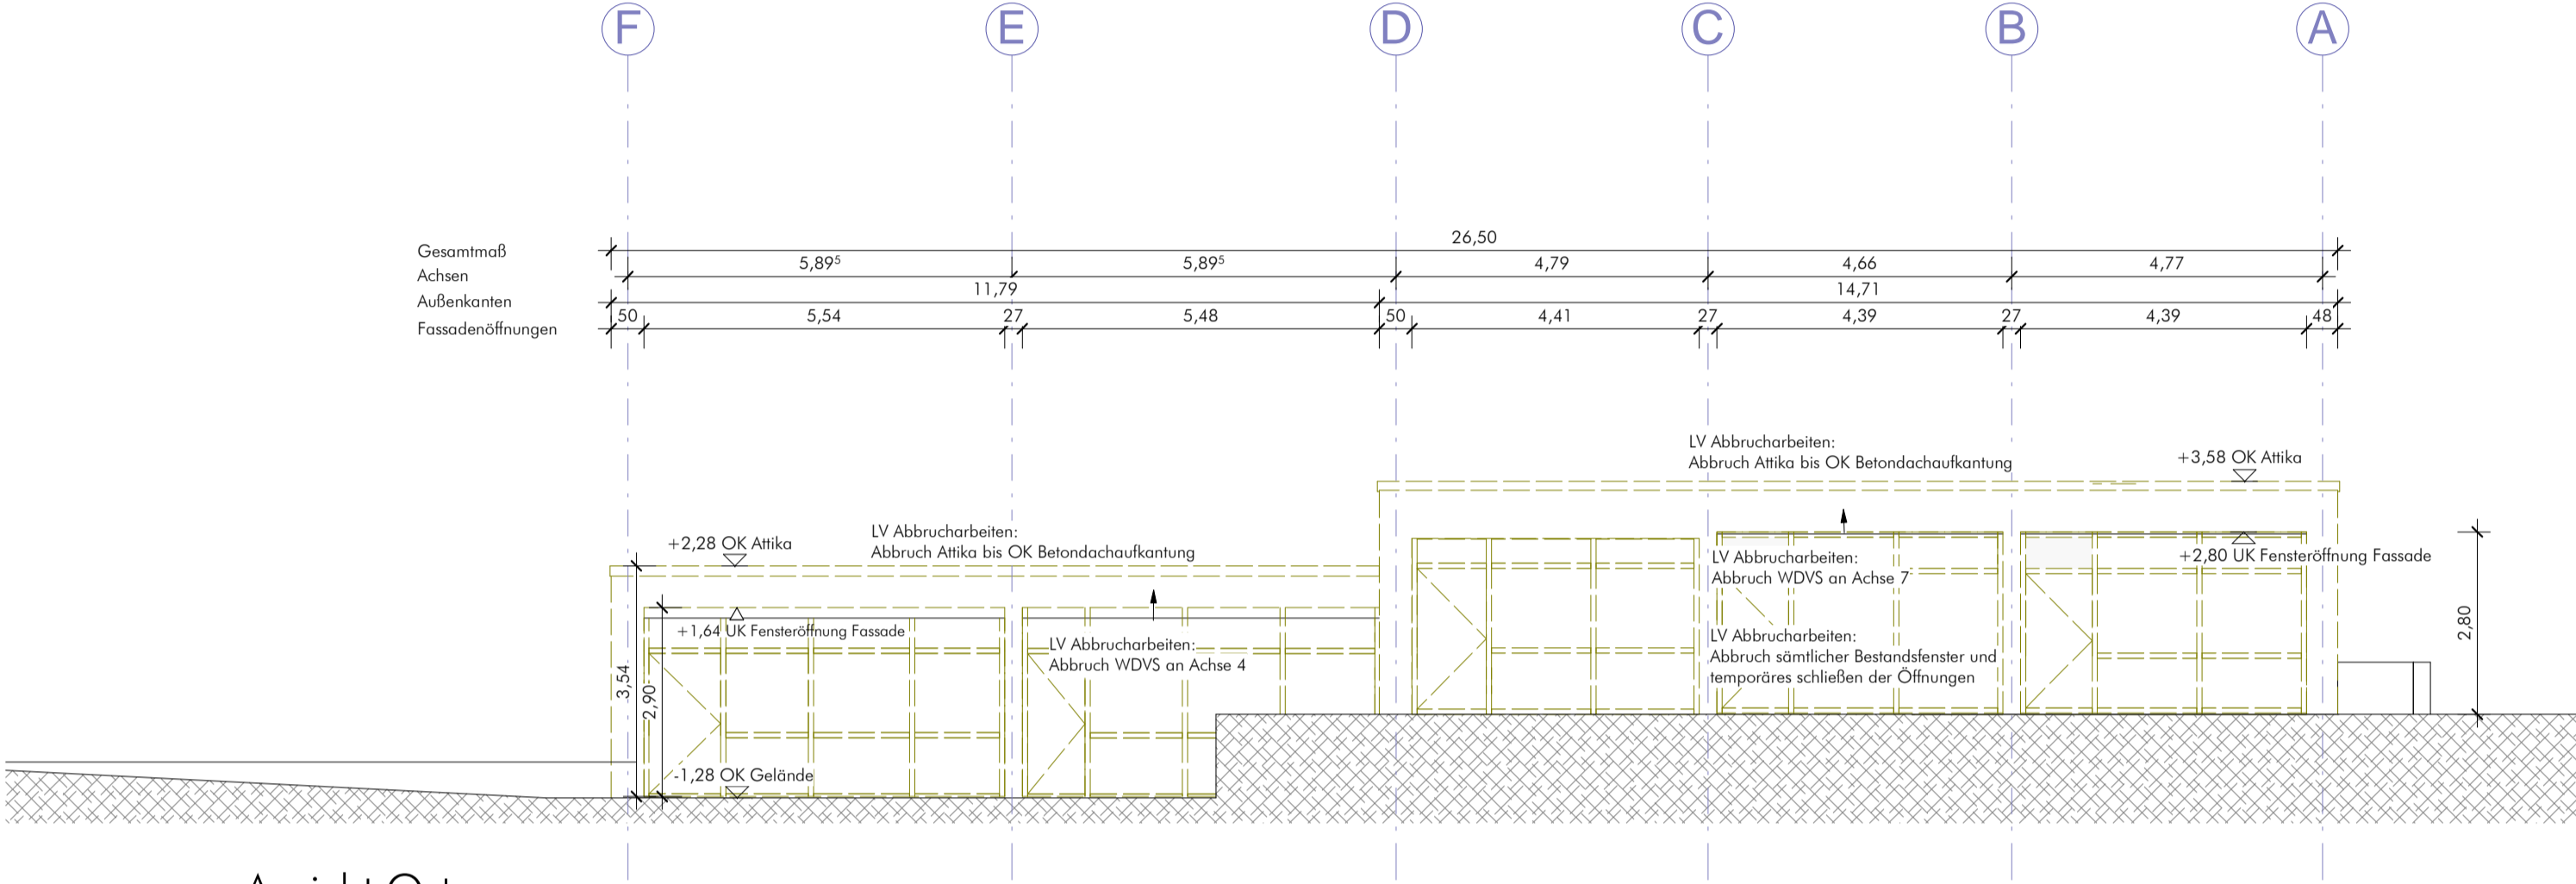 F E D C B A
Gesamtmaß 26,50
Achsen 5,89⁵ 5,89⁵ 4,79 4,66 4,77
Außenkanten 11,79 14,71
Fassadenöffnungen 50 5,54 27 5,48 50 4,41 27 4,39 27 4,39 48
LV Abbrucharbeiten:
Abbruch Attika bis OK Betondachaufkantung
+3,58 OK Attika
+2,28 OK Attika
LV Abbrucharbeiten:
Abbruch Attika bis OK Betondachaufkantung
LV Abbrucharbeiten:
Abbruch WDVS an Achse 7
+2,80 UK Fensteröffnung Fassade
+1,64 UK Fensteröffnung Fassade
LV Abbrucharbeiten:
Abbruch WDVS an Achse 4
LV Abbrucharbeiten:
Abbruch sämtlicher Bestandsfenster und
temporäres schließen der Öffnungen
3,54
2,90
2,80
-1,28 OK Gelände